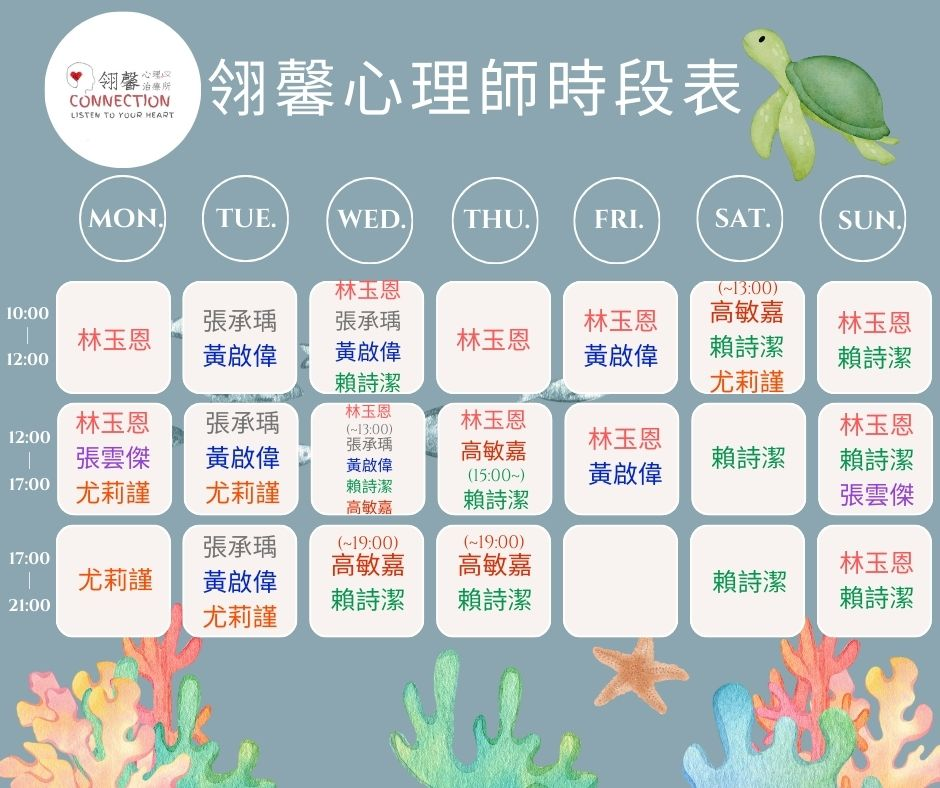 翎馨心理
治療所
CONNECTION
LISTEN TO YOUR HEART
翎馨心理師時段表
MON. TUE. WED. THU. FRI. SAT. SUN.
10:00
|
12:00
林玉恩
張承瑀
黃啟偉
林玉恩
張承瑀
黃啟偉
賴詩潔
林玉恩
林玉恩
黃啟偉
(~13:00)
高敏嘉
賴詩潔
尤莉謹
林玉恩
賴詩潔
12:00
|
17:00
林玉恩
張雲傑
尤莉謹
張承瑀
黃啟偉
尤莉謹
林玉恩
(~13:00)
張承瑀
黃啟偉
賴詩潔
高敏嘉
林玉恩
高敏嘉
(15:00~)
賴詩潔
林玉恩
黃啟偉
賴詩潔
林玉恩
賴詩潔
張雲傑
17:00
|
21:00
尤莉謹
張承瑀
黃啟偉
尤莉謹
(~19:00)
高敏嘉
賴詩潔
(~19:00)
高敏嘉
賴詩潔
賴詩潔
林玉恩
賴詩潔